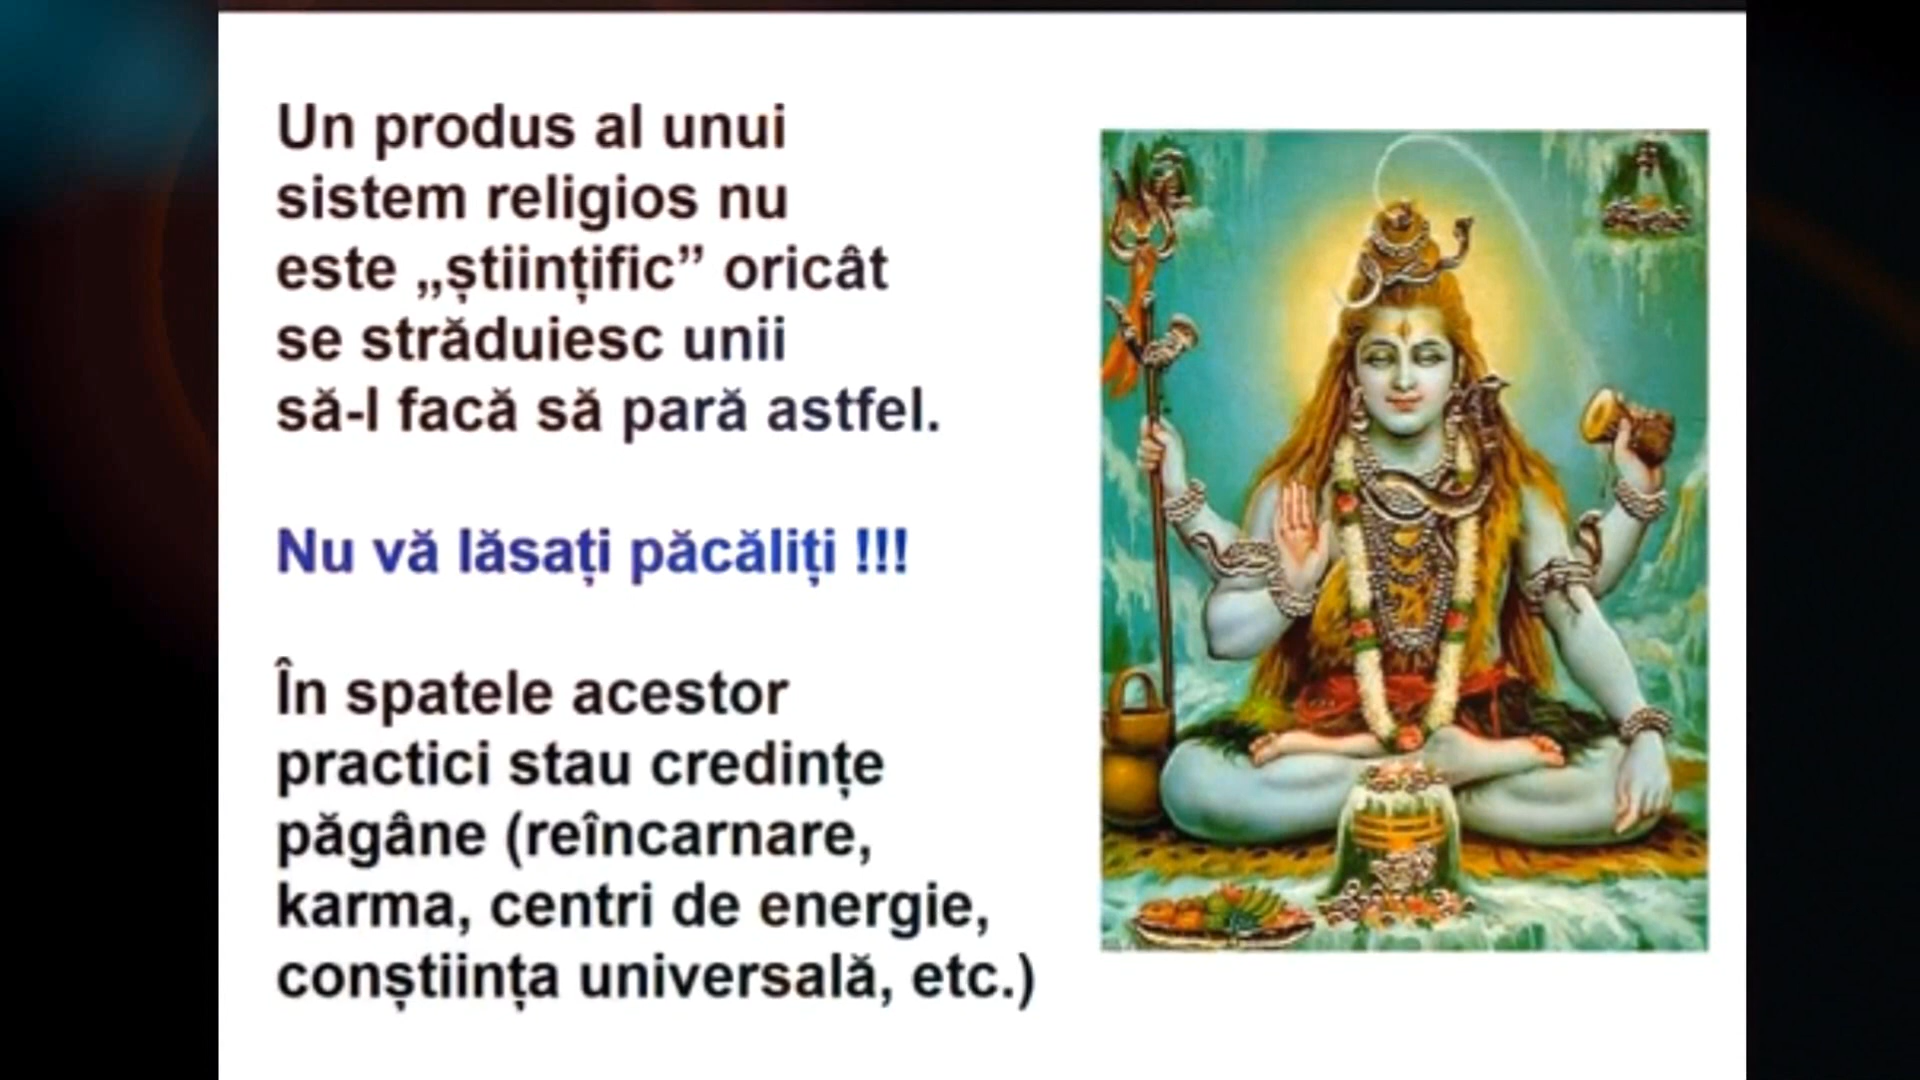 Un produs al unui
sistem religios nu
este „științific” oricât
se străduiesc unii
să-l facă să pară astfel.
Nu vă lăsați păcăliți !!!
În spatele acestor
practici stau credințe
păgâne (reîncarnare,
karma, centri de energie,
conștiința universală, etc.)